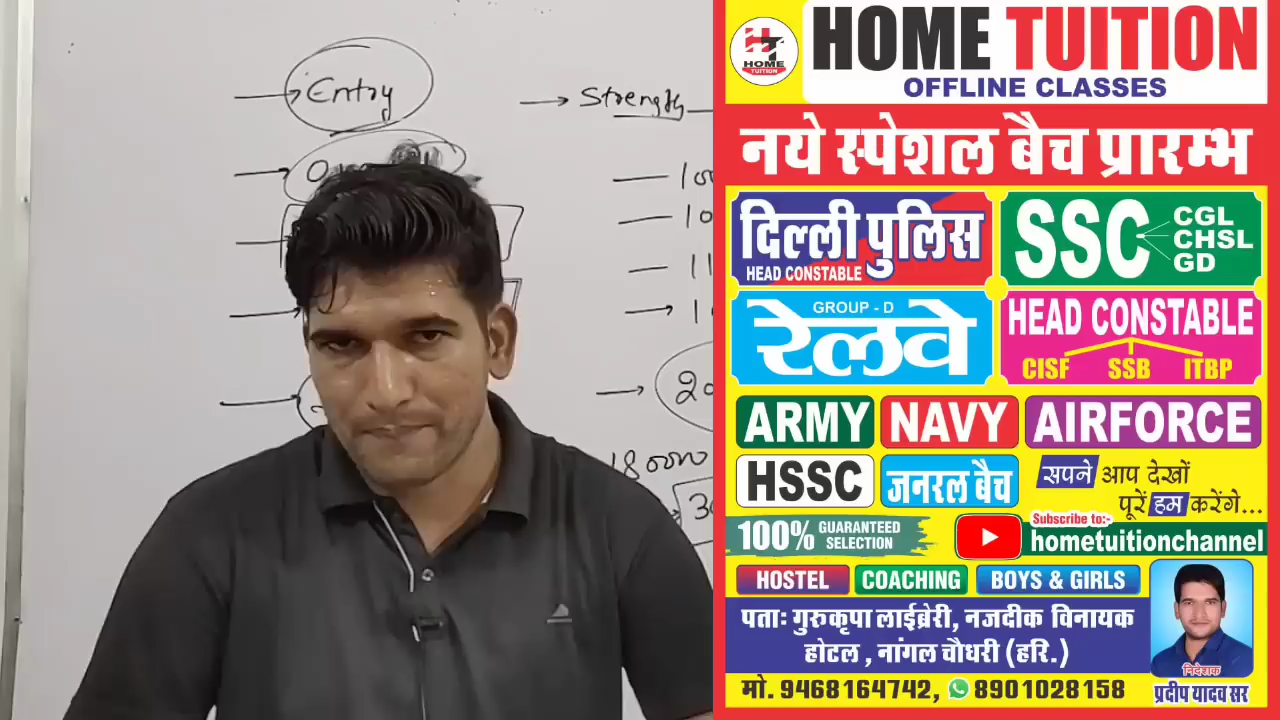 Entry
Strength
HOME TUITION
HOME TUITION
OFFLINE CLASSES
नये स्पेशल बैच प्रारम्भ
दिल्ली पुलिस
HEAD CONSTABLE
SSC
CGL
CHSL
GD
GROUP - D
रेलवे
HEAD CONSTABLE
CISF SSB ITBP
ARMY NAVY AIRFORCE
HSSC जनरल बैच
सपने आप देखों
पूरें हम करेंगे...
100% GUARANTEED
SELECTION
Subscribe to:-
hometuitionchannel
HOSTEL COACHING BOYS & GIRLS
पताः गुरुकृपा लाईब्रेरी, नजदीक विनायक
होटल , नांगल चौधरी (हरि.)
मो. 9468164742, 8901028158
निदेशक
प्रदीप यादव सर